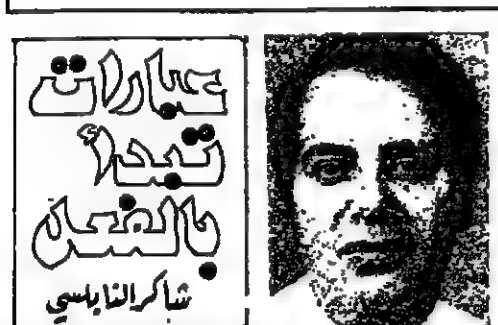 عبارات
تبدأ
بالفعل
شاكر النابلسي